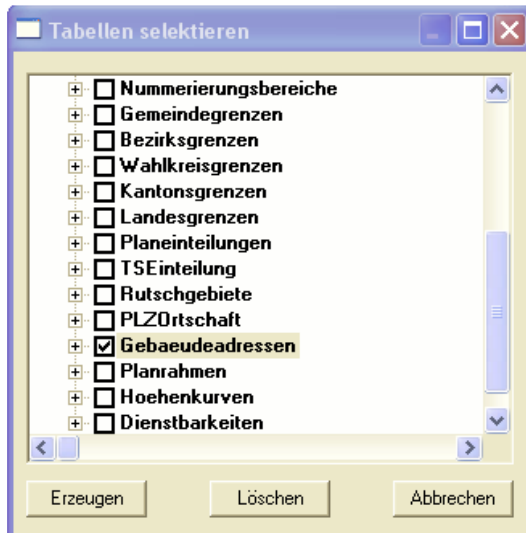 Tabellen selektieren
Nummerierungsbereiche
Gemeindegrenzen
Bezirksgrenzen
Wahlkreisgrenzen
Kantonsgrenzen
Landesgrenzen
Planeinteilungen
TSEinteilung
Rutschgebiete
PLZOrtschaft
Gebaeudeadressen
Planrahmen
Hoehenkurven
Dienstbarkeiten
Erzeugen Löschen Abbrechen